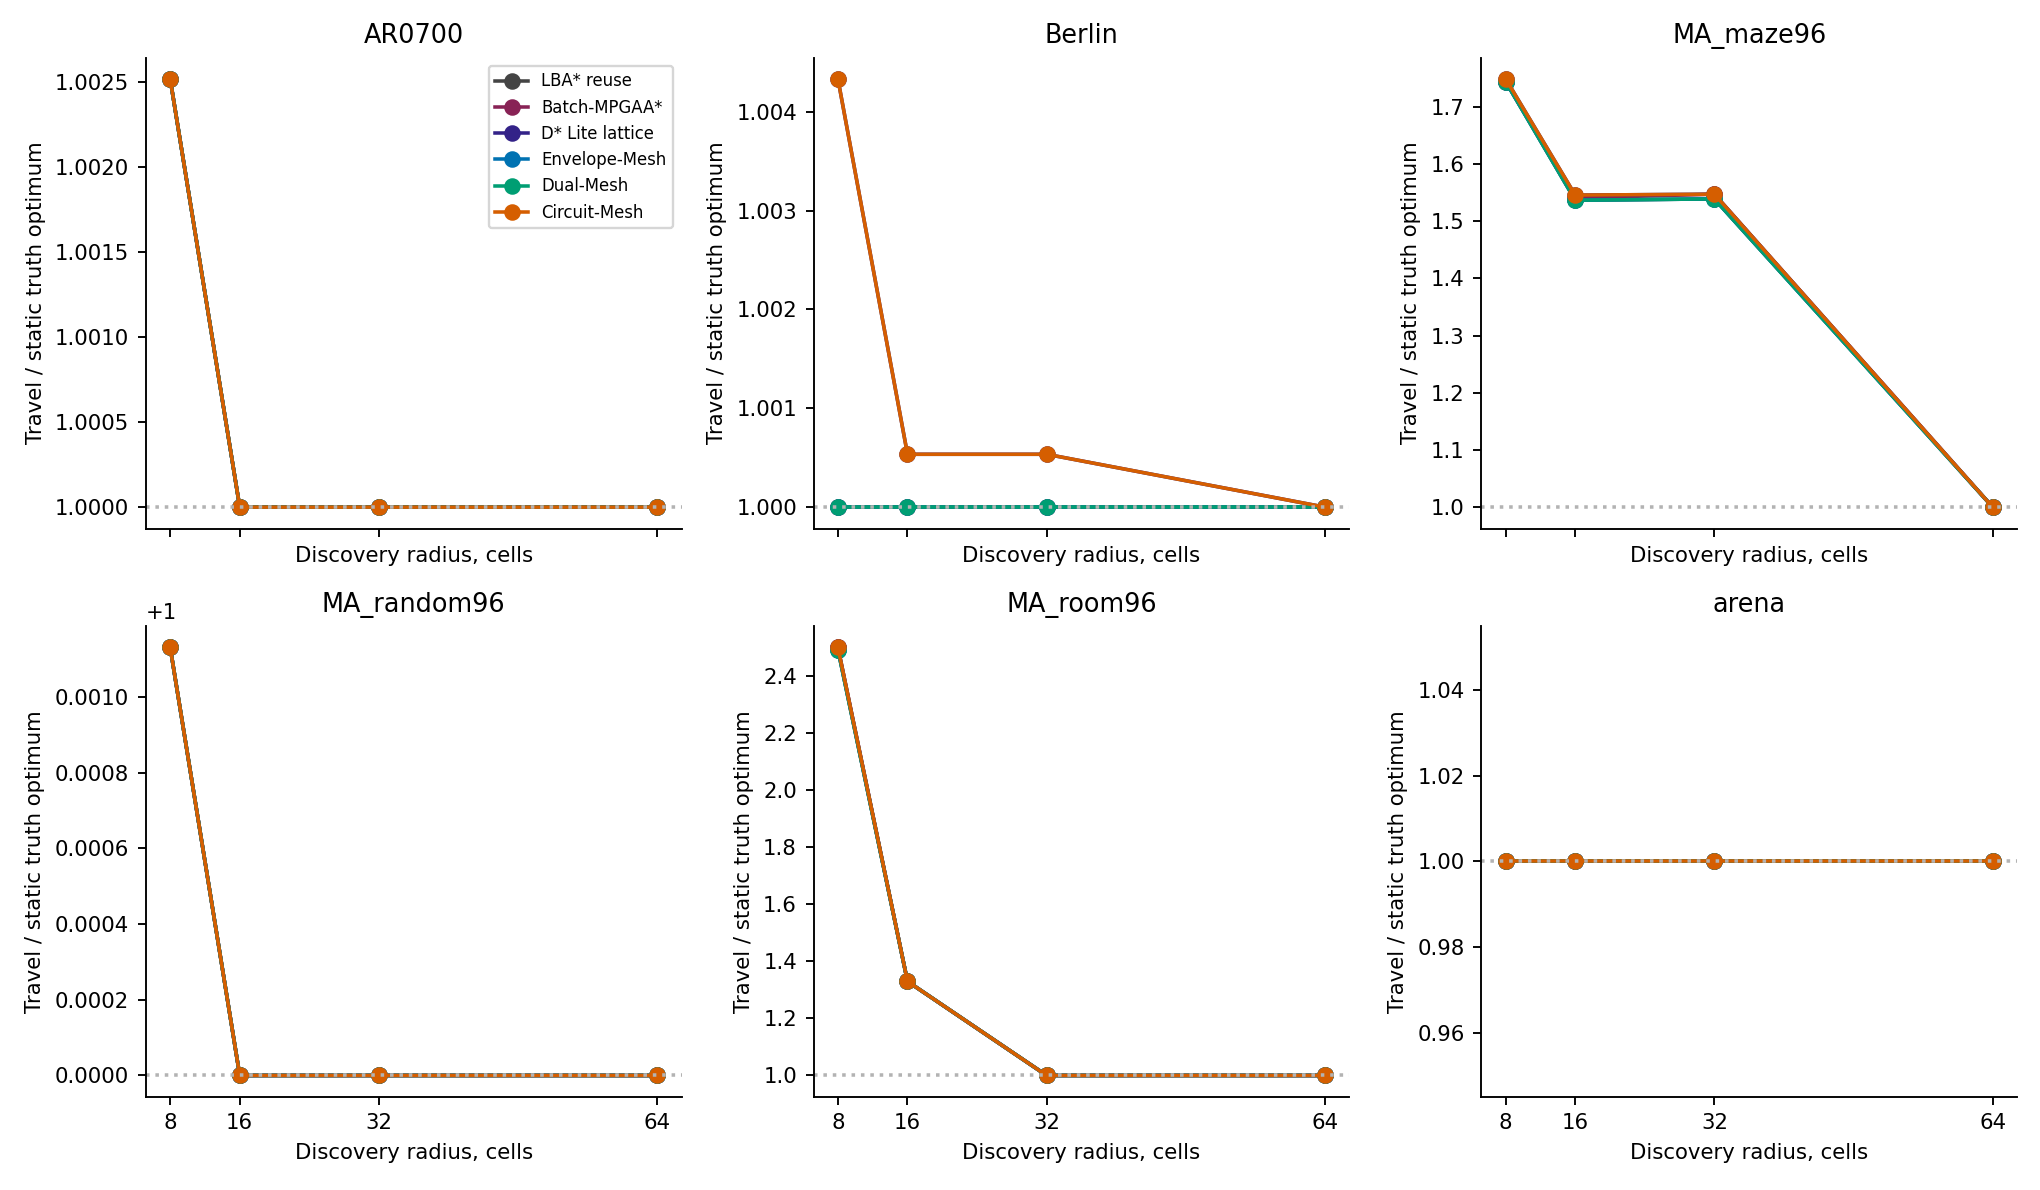 AR0700
Travel / static truth optimum
1.0025
1.0020
1.0015
1.0010
1.0005
1.0000
LBA* reuse
Batch-MPGAA*
D* Lite lattice
Envelope-Mesh
Dual-Mesh
Circuit-Mesh
Discovery radius, cells
Berlin
Travel / static truth optimum
1.004
1.003
1.002
1.001
1.000
Discovery radius, cells
MA_maze96
Travel / static truth optimum
1.7
1.6
1.5
1.4
1.3
1.2
1.1
1.0
Discovery radius, cells
MA_random96
+1
Travel / static truth optimum
0.0010
0.0008
0.0006
0.0004
0.0002
0.0000
8 16 32 64
Discovery radius, cells
MA_room96
Travel / static truth optimum
2.4
2.2
2.0
1.8
1.6
1.4
1.2
1.0
8 16 32 64
Discovery radius, cells
arena
Travel / static truth optimum
1.04
1.02
1.00
0.98
0.96
8 16 32 64
Discovery radius, cells